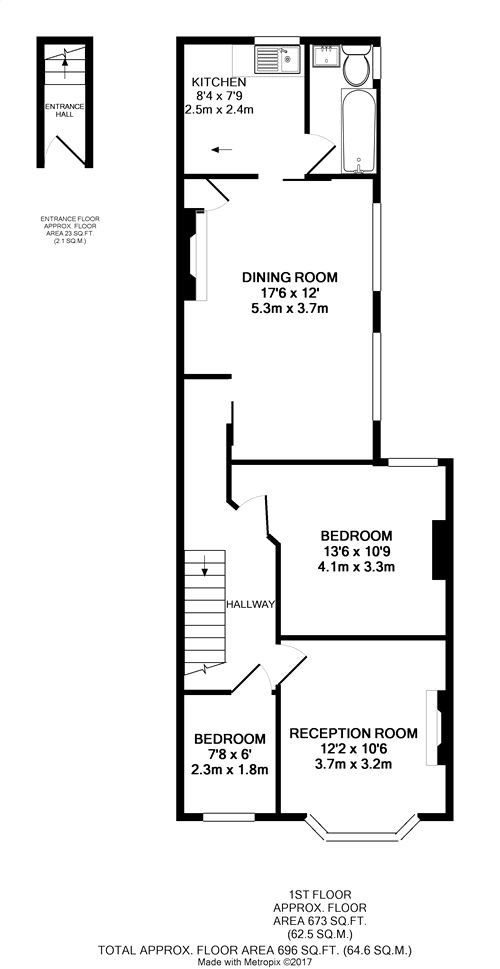 ENTRANCE
HALL
ENTRANCE FLOOR
APPROX. FLOOR
AREA 23 SQ.FT.
(2.1 SQ.M.)
KITCHEN
8'4 x 7'9
2.5m x 2.4m
DINING ROOM
17'6 x 12'
5.3m x 3.7m
BEDROOM
13'6 x 10'9
4.1m x 3.3m
HALLWAY
BEDROOM
7'8 x 6'
2.3m x 1.8m
RECEPTION ROOM
12'2 x 10'6
3.7m x 3.2m
1ST FLOOR
APPROX. FLOOR
AREA 673 SQ.FT.
(62.5 SQ.M.)
TOTAL APPROX. FLOOR AREA 696 SQ.FT. (64.6 SQ.M.)
Made with Metropix ©2017